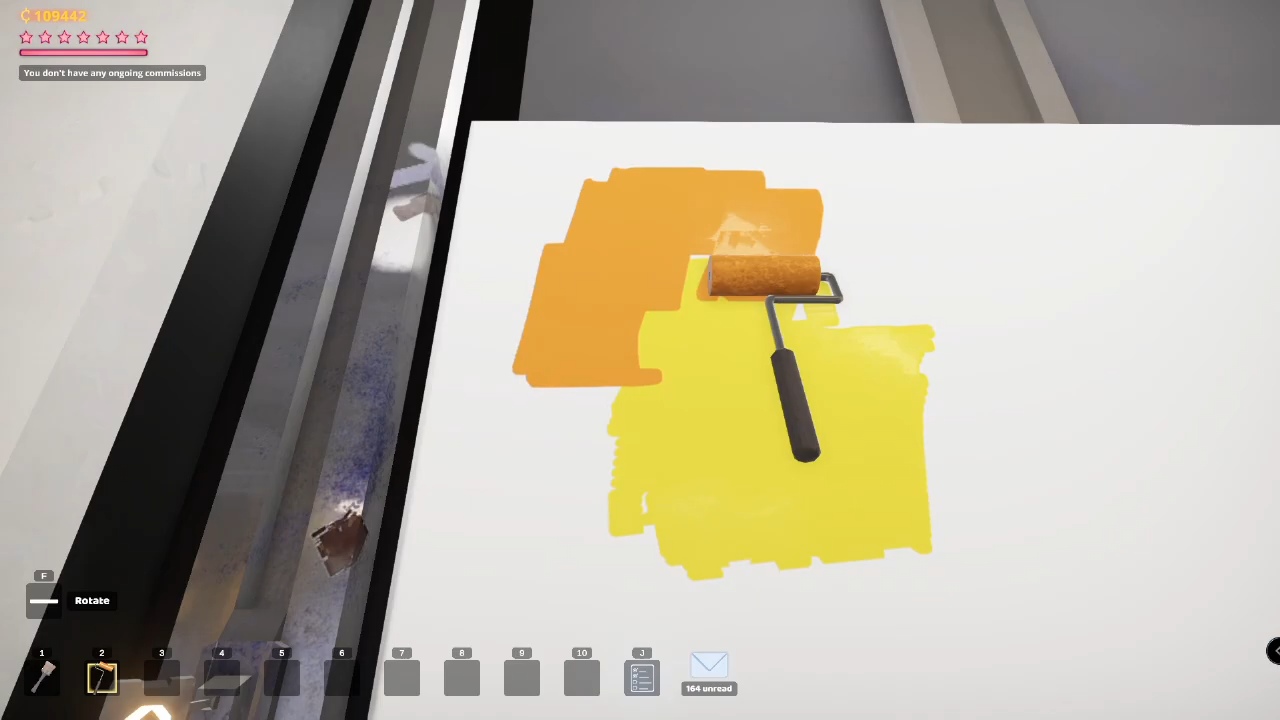 ₵ 109442
You don't have any ongoing commissions
F
Rotate
1 2 3 4 5 6 7 8 9 10 J
164 unread